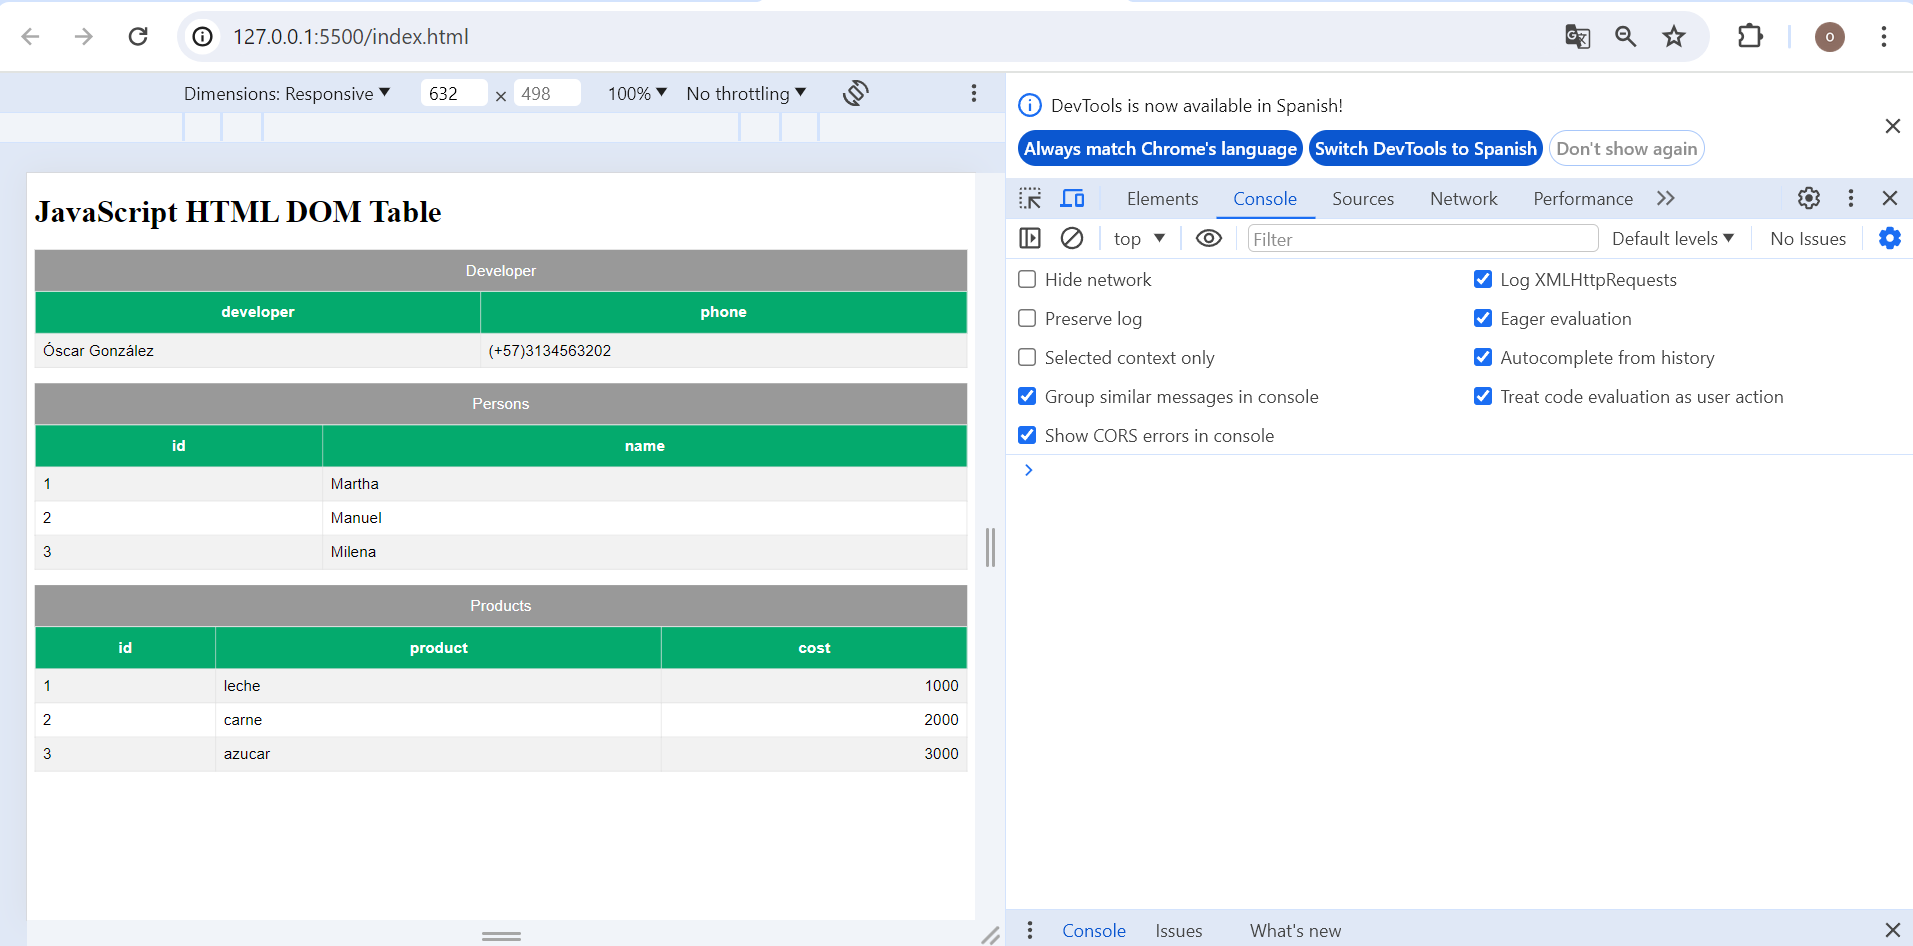 127.0.0.1:5500/index.html
o
Dimensions: Responsive 632 × 498 100% No throttling
JavaScript HTML DOM Table
Developer
developer phone
Óscar González (+57)3134563202
Persons
id name
1 Martha
2 Manuel
3 Milena
Products
id product cost
1 leche 1000
2 carne 2000
3 azucar 3000
DevTools is now available in Spanish!
Always match Chrome's language Switch DevTools to Spanish Don't show again
Elements Console Sources Network Performance
top Filter Default levels No Issues
Hide network Log XMLHttpRequests
Preserve log Eager evaluation
Selected context only Autocomplete from history
Group similar messages in console Treat code evaluation as user action
Show CORS errors in console
Console Issues What's new